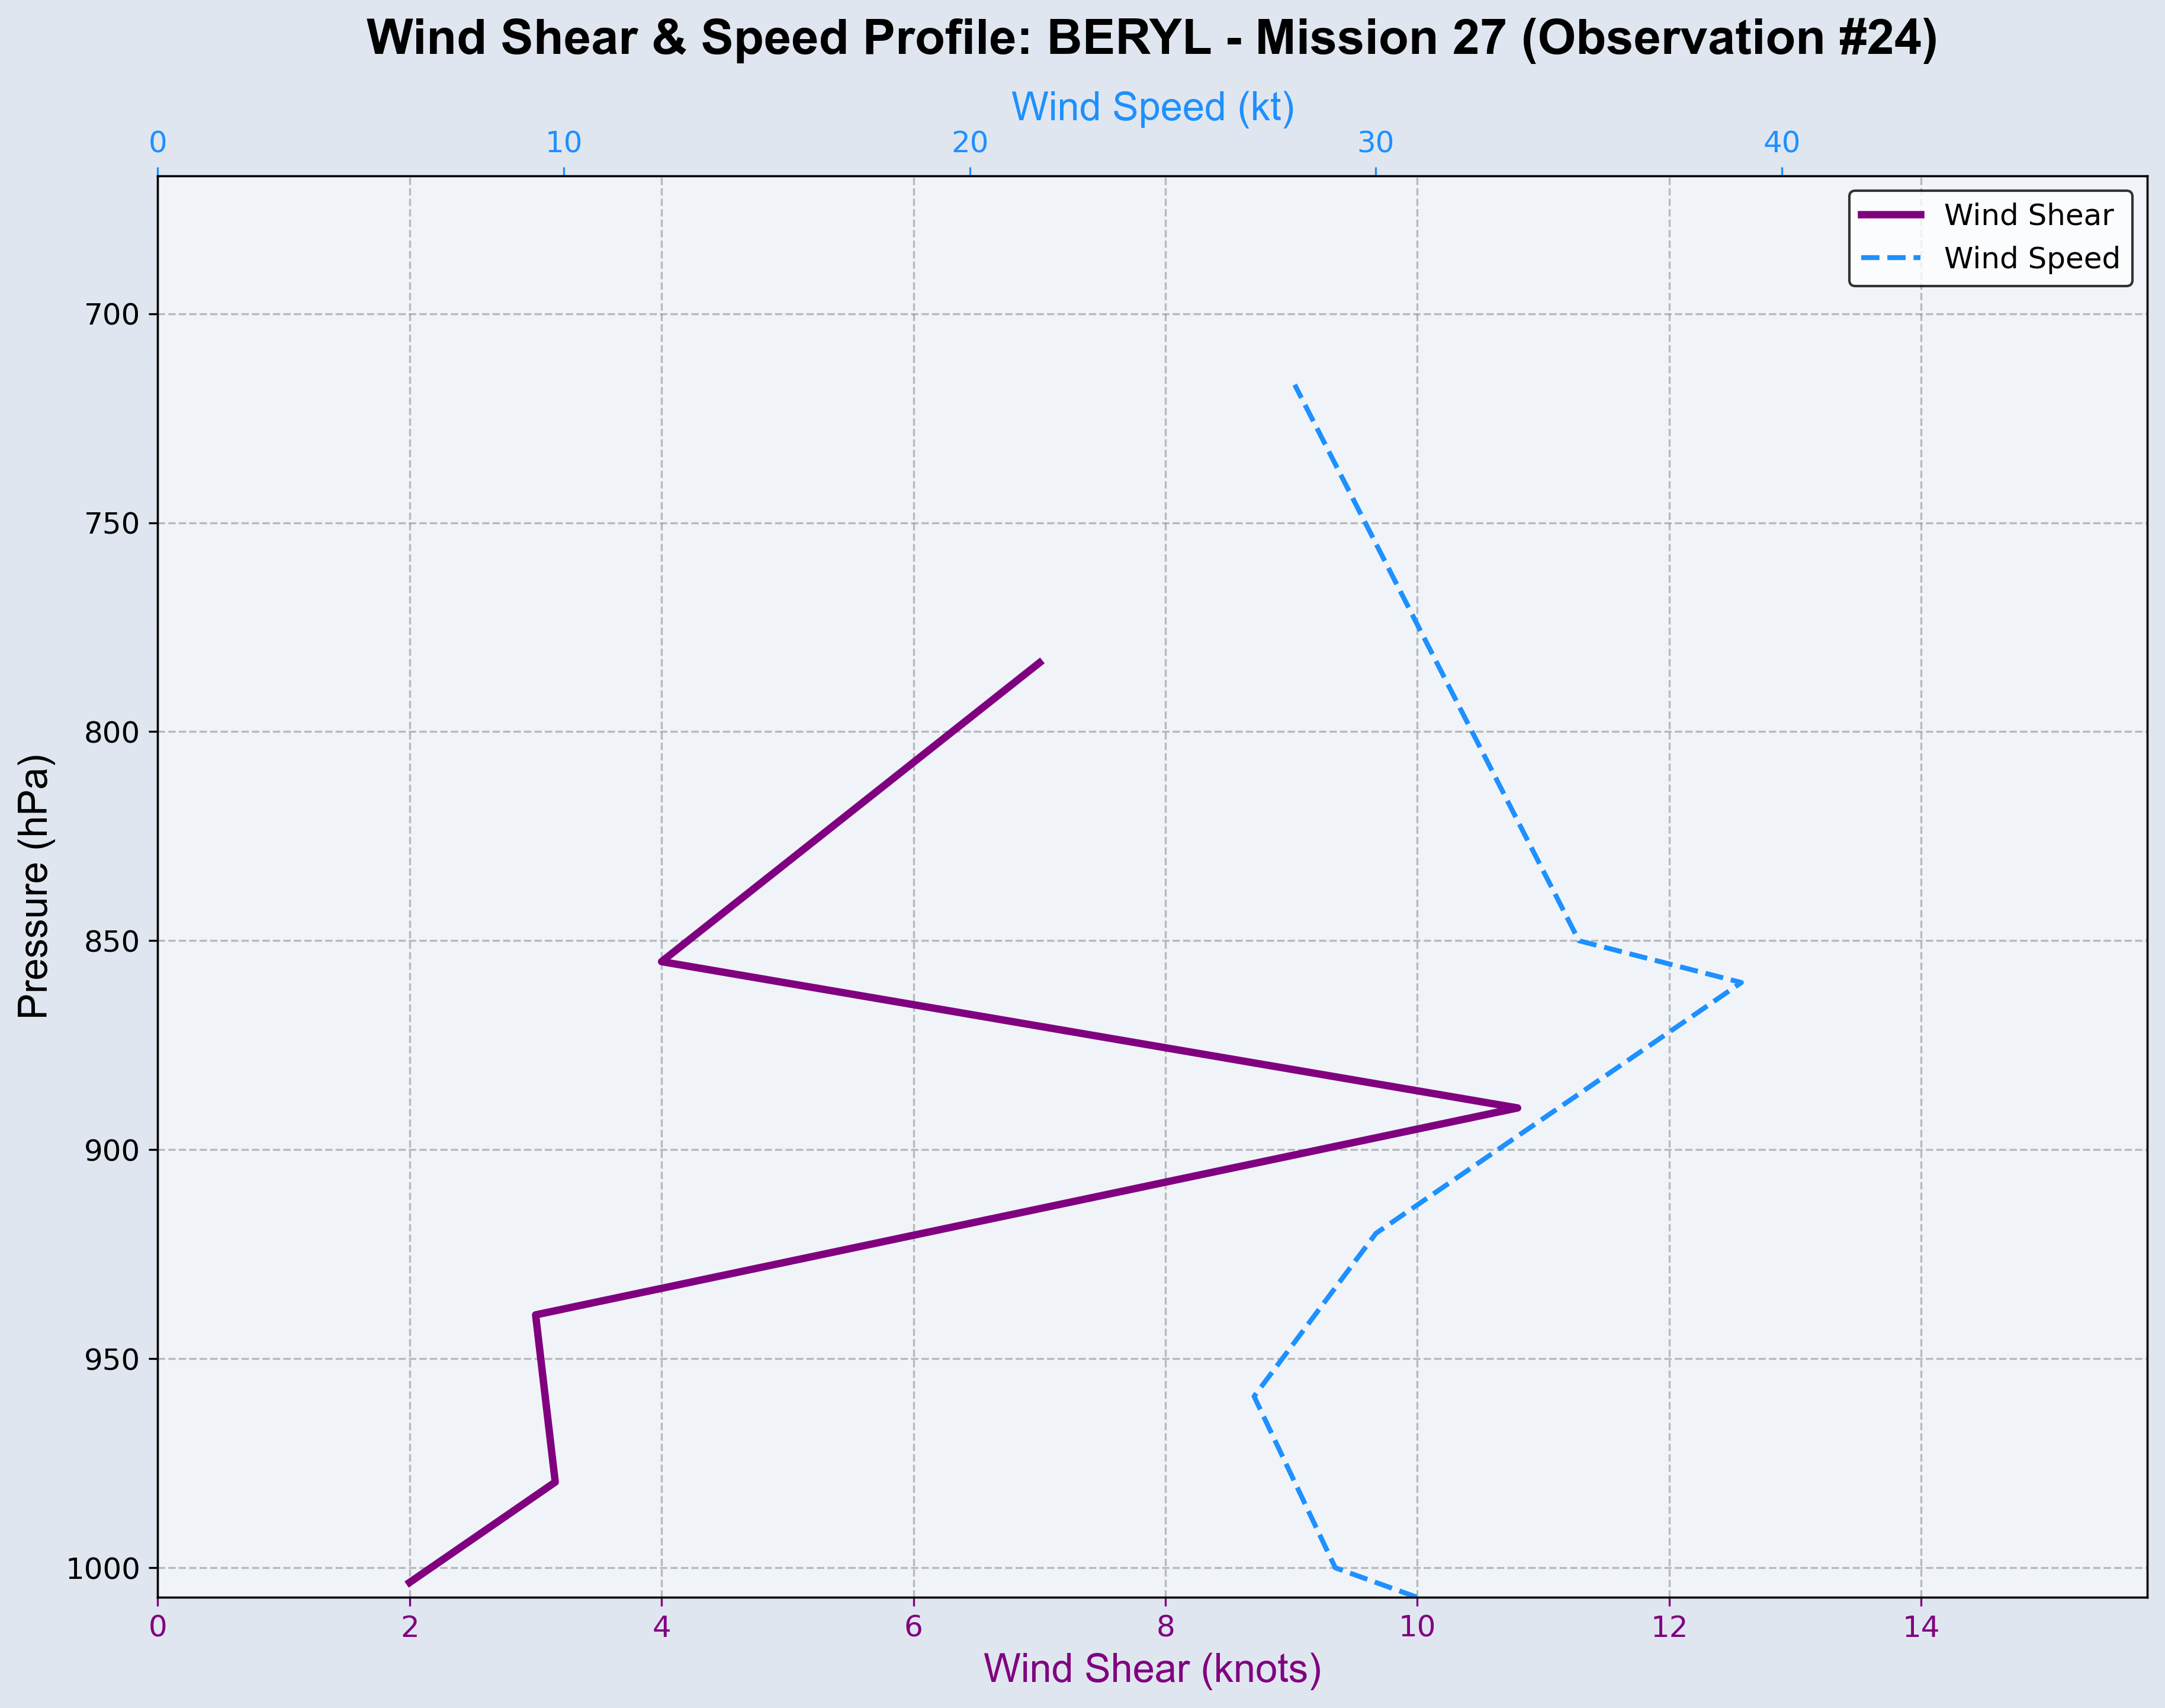 Wind Shear & Speed Profile: BERYL - Mission 27 (Observation #24)
Wind Speed (kt)
0 10 20 30 40
Wind Shear
Wind Speed
700
750
800
850
900
950
1000
Pressure (hPa)
0 2 4 6 8 10 12 14
Wind Shear (knots)